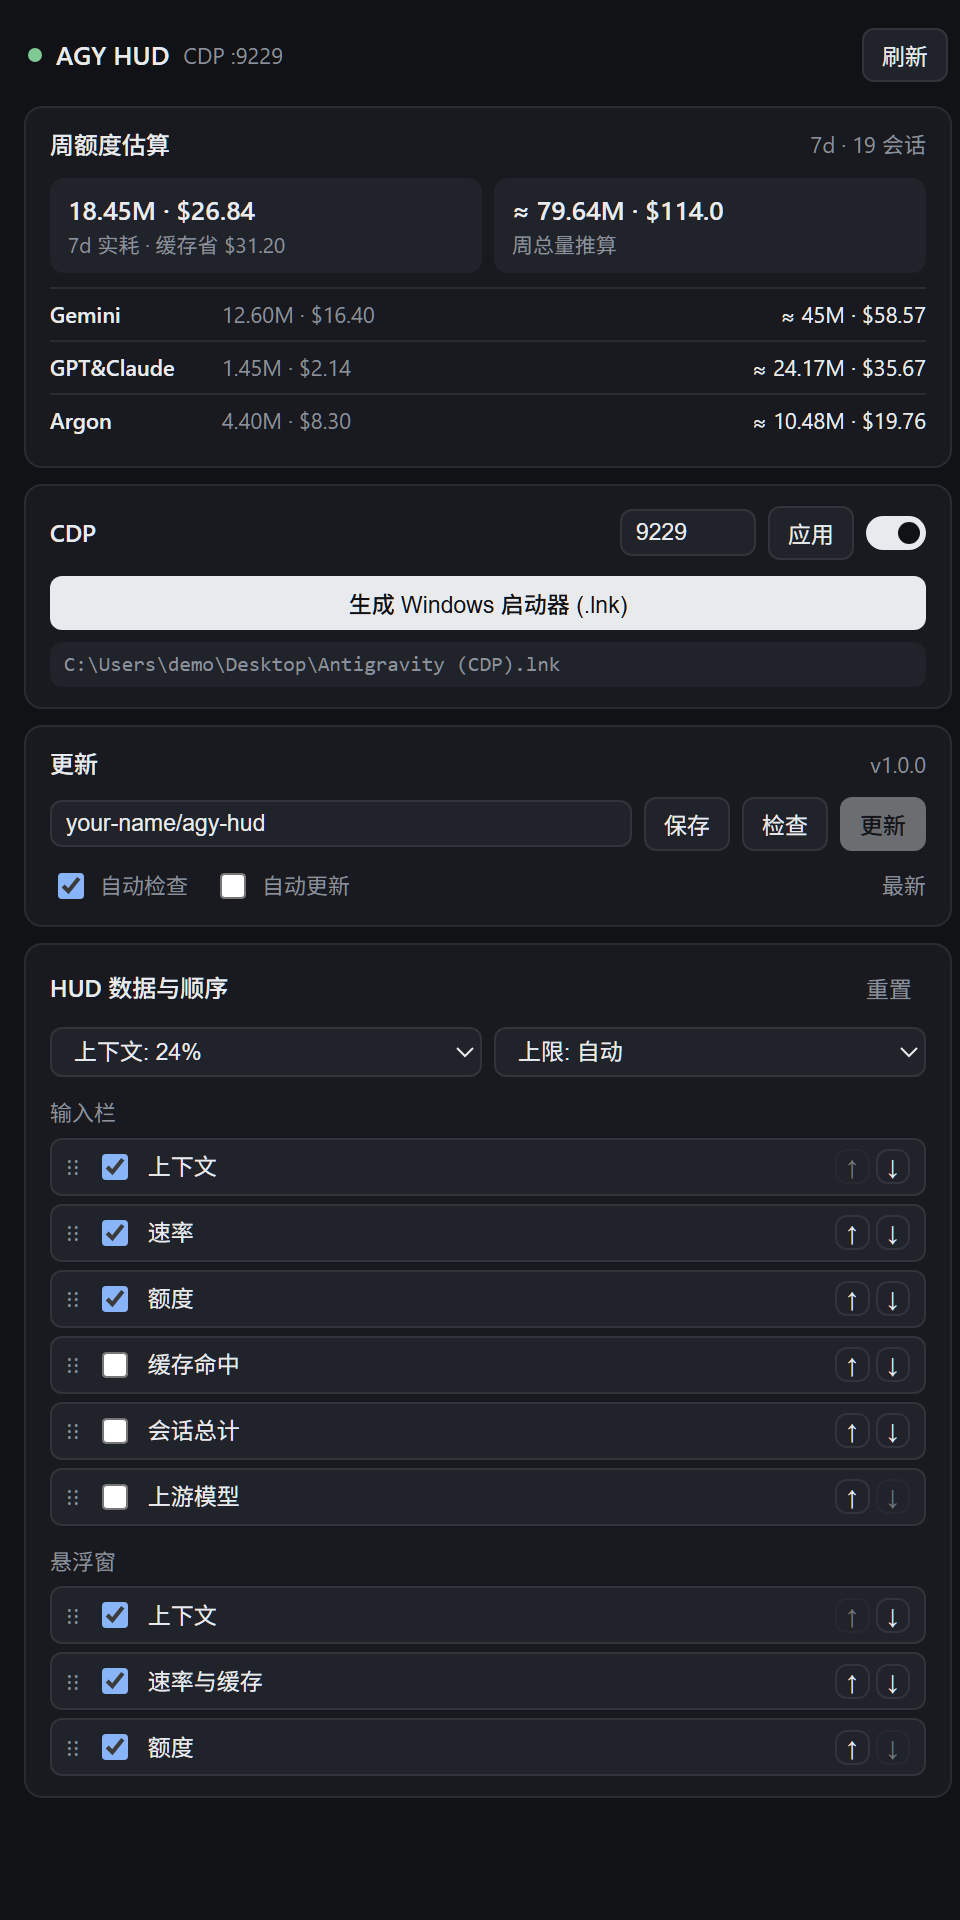 AGY HUD CDP :9229 刷新
周额度估算 7d · 19 会话
18.45M · $26.84 ≈ 79.64M · $114.0
7d 实耗 · 缓存省 $31.20 周总量推算
Gemini 12.60M · $16.40 ≈ 45M · $58.57
GPT&Claude 1.45M · $2.14 ≈ 24.17M · $35.67
Argon 4.40M · $8.30 ≈ 10.48M · $19.76
CDP 9229 应用
生成 Windows 启动器 (.lnk)
C:\Users\demo\Desktop\Antigravity (CDP).lnk
更新 v1.0.0
your-name/agy-hud 保存 检查 更新
自动检查 自动更新 最新
HUD 数据与顺序 重置
上下文: 24% 上限: 自动
输入栏
上下文 ↑ ↓
速率 ↑ ↓
额度 ↑ ↓
缓存命中 ↑ ↓
会话总计 ↑ ↓
上游模型 ↑ ↓
悬浮窗
上下文 ↑ ↓
速率与缓存 ↑ ↓
额度 ↑ ↓